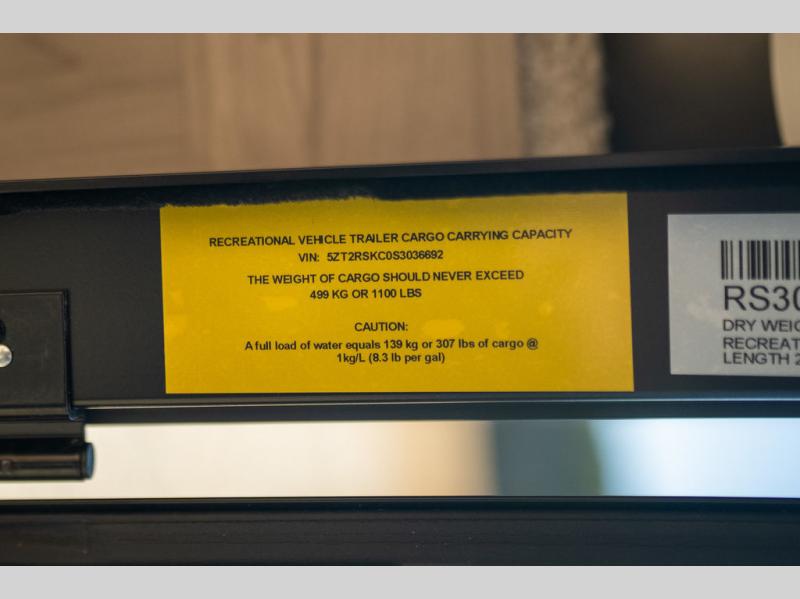 RECREATIONAL VEHICLE TRAILER CARGO CARRYING CAPACITY
VIN: 5ZT2RSKC0S3036692
THE WEIGHT OF CARGO SHOULD NEVER EXCEED
499 KG OR 1100 LBS
CAUTION:
A full load of water equals 139 kg or 307 lbs of cargo @
1kg/L (8.3 lb per gal)
RS30
DRY WEIG
RECREAT
LENGTH 2